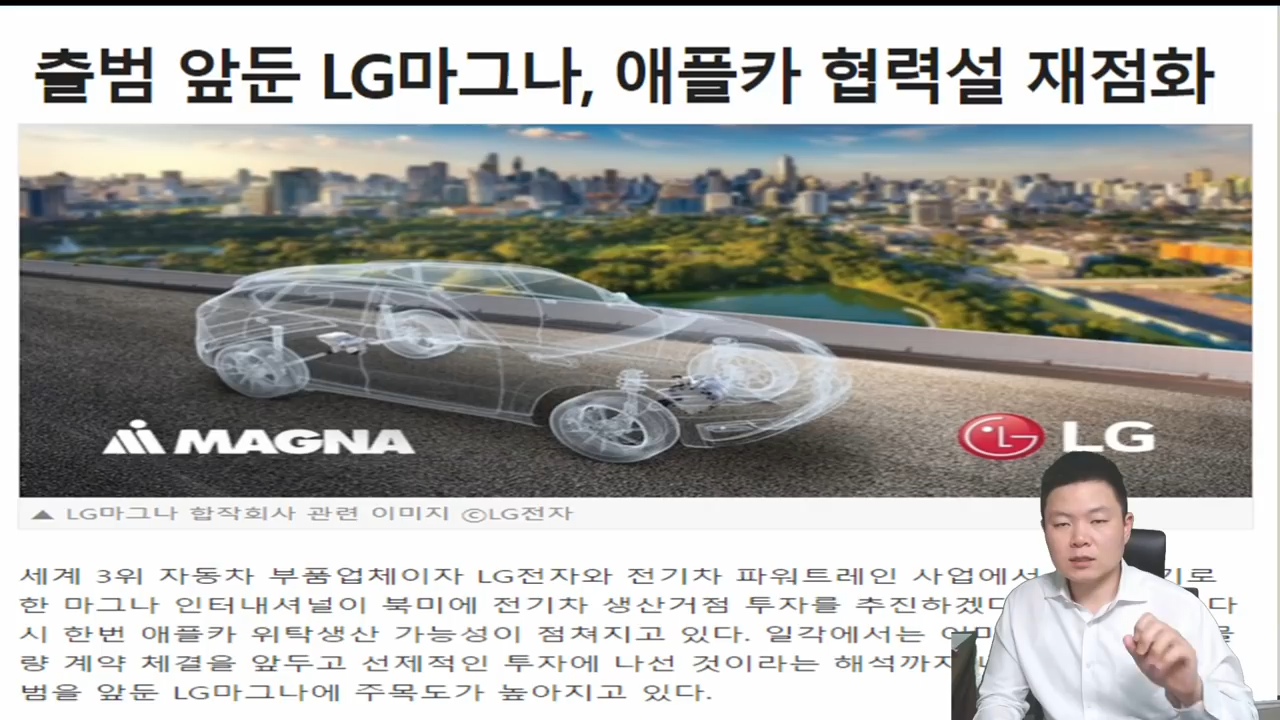 출범 앞둔 LG마그나, 애플카 협력설 재점화
MAGNA
LG
▲ LG마그나 합작회사 관련 이미지 ⓒLG전자
세계 3위 자동차 부품업체이자 LG전자와 전기차 파워트레인 사업에서 기로
한 마그나 인터내셔널이 북미에 전기차 생산거점 투자를 추진하겠다 다
시 한번 애플카 위탁생산 가능성이 점쳐지고 있다. 일각에서는
량 계약 체결을 앞두고 선제적인 투자에 나선 것이라는 해석까지
범을 앞둔 LG마그나에 주목도가 높아지고 있다.